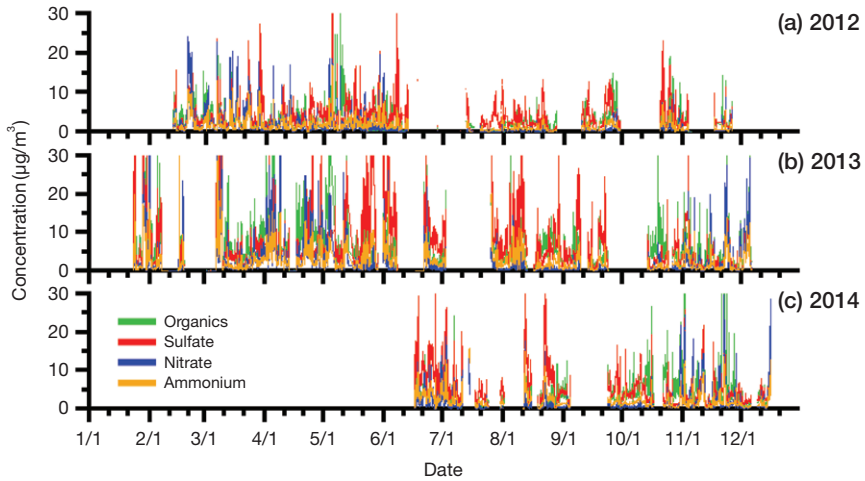 (a) 2012
30
20
10
0
(b) 2013
30
20
10
0
(c) 2014
30
20
10
0
Concentration (μg/m³)
Organics
Sulfate
Nitrate
Ammonium
1/1 2/1 3/1 4/1 5/1 6/1 7/1 8/1 9/1 10/1 11/1 12/1
Date